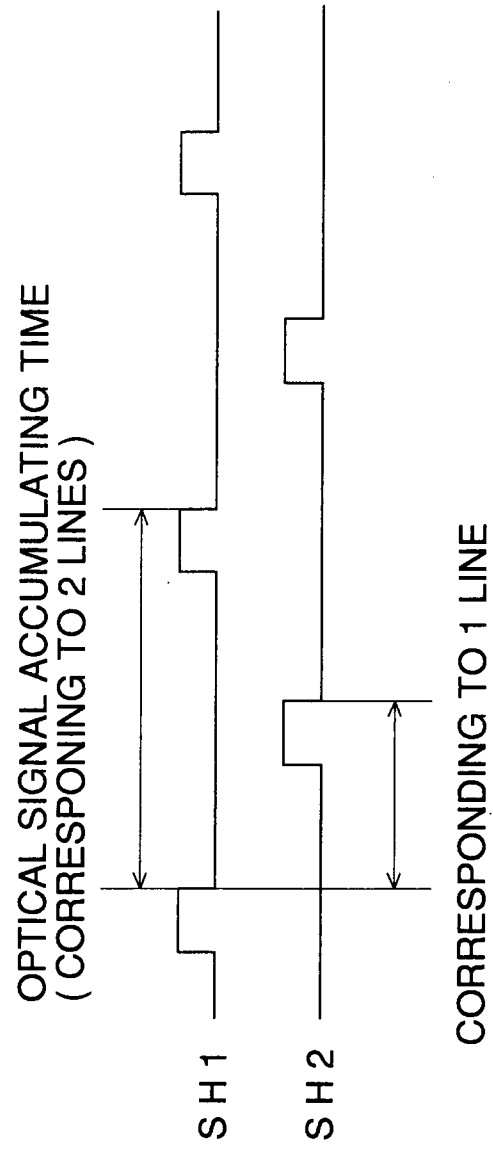 OPTICAL SIGNAL ACCUMULATING TIME
( CORRESPONING TO 2 LINES )
SH1
SH2
CORRESPONDING TO 1 LINE